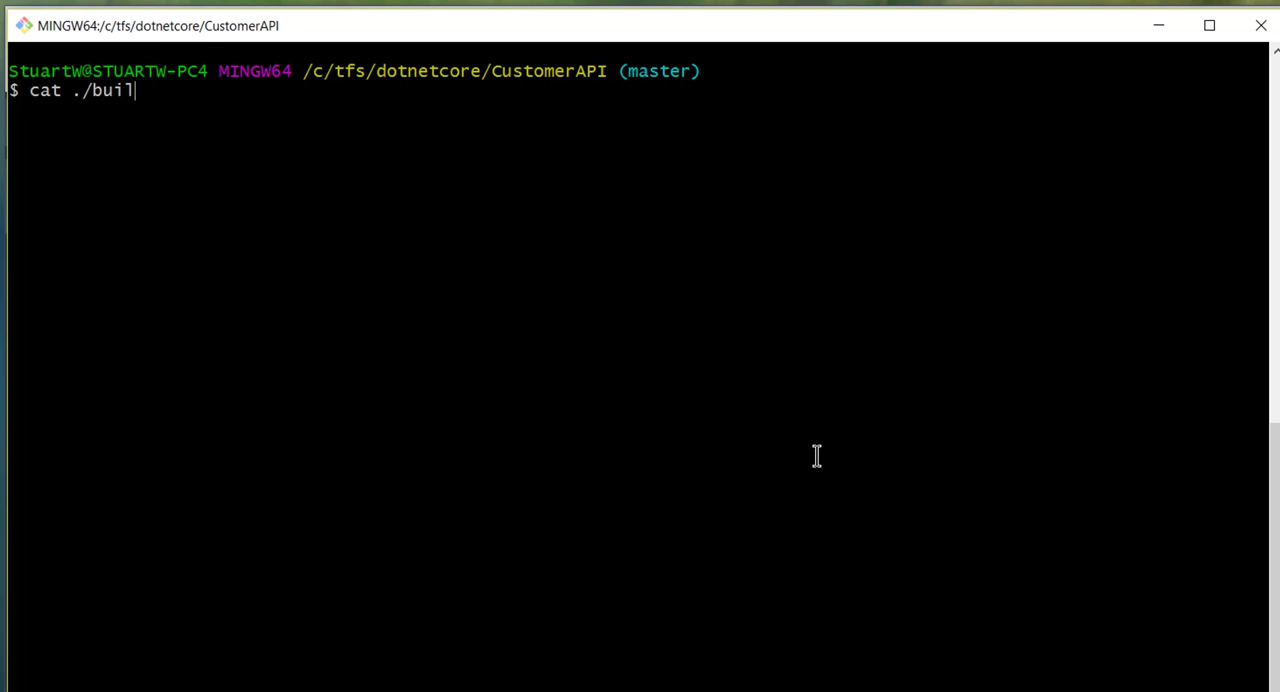 MINGW64:/c/tfs/dotnetcore/CustomerAPI
StuartW@STUARTW-PC4 MINGW64 /c/tfs/dotnetcore/CustomerAPI (master)
$ cat ./buil